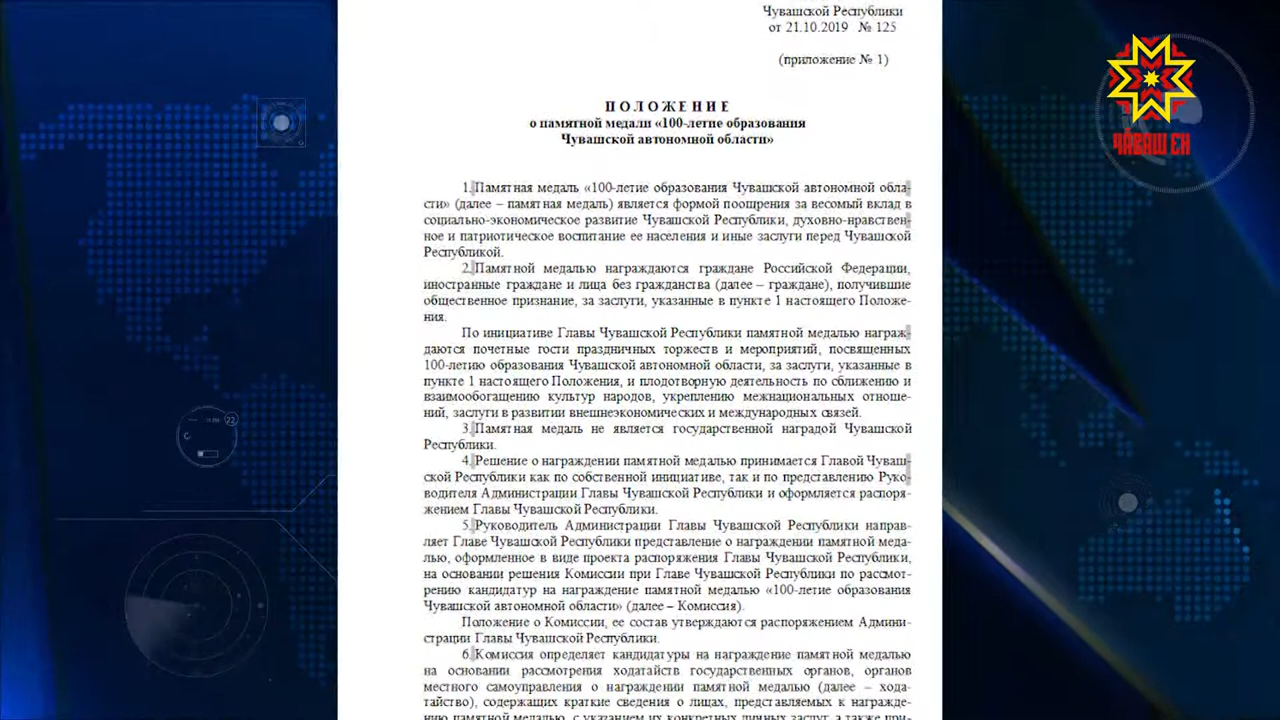 Чувашской Республики
от 21.10.2019 № 125
(приложение № 1)
П О Л О Ж Е Н И Е
о памятной медали «100-летие образования
Чувашской автономной области»
1. Памятная медаль «100-летие образования Чувашской автономной обла-
сти» (далее – памятная медаль) является формой поощрения за весомый вклад в
социально-экономическое развитие Чувашской Республики, духовно-нравствен-
ное и патриотическое воспитание ее населения и иные заслуги перед Чувашской
Республикой.
2. Памятной медалью награждаются граждане Российской Федерации,
иностранные граждане и лица без гражданства (далее – граждане), получившие
общественное признание, за заслуги, указанные в пункте 1 настоящего Положе-
ния.
По инициативе Главы Чувашской Республики памятной медалью награж-
даются почетные гости праздничных торжеств и мероприятий, посвященных
100-летию образования Чувашской автономной области, за заслуги, указанные в
пункте 1 настоящего Положения, и плодотворную деятельность по сближению и
взаимообогащению культур народов, укреплению межнациональных отноше-
ний, заслуги в развитии внешнеэкономических и международных связей.
3. Памятная медаль не является государственной наградой Чувашской
Республики.
4. Решение о награждении памятной медалью принимается Главой Чуваш-
ской Республики как по собственной инициативе, так и по представлению Руко-
водителя Администрации Главы Чувашской Республики и оформляется распоря-
жением Главы Чувашской Республики.
5. Руководитель Администрации Главы Чувашской Республики направ-
ляет Главе Чувашской Республики представление о награждении памятной меда-
лью, оформленное в виде проекта распоряжения Главы Чувашской Республики,
на основании решения Комиссии при Главе Чувашской Республики по рассмот-
рению кандидатур на награждение памятной медалью «100-летие образования
Чувашской автономной области» (далее – Комиссия).
Положение о Комиссии, ее состав утверждаются распоряжением Админи-
страции Главы Чувашской Республики.
6. Комиссия определяет кандидатуры на награждение памятной медалью
на основании рассмотрения ходатайств государственных органов, органов
местного самоуправления о награждении памятной медалью (далее – хода-
тайство), содержащих краткие сведения о лицах, представляемых к награжде-
нию памятной медалью, с указанием их конкретных личных заслуг, а также при-
ЧӐВАШ ЕН
22